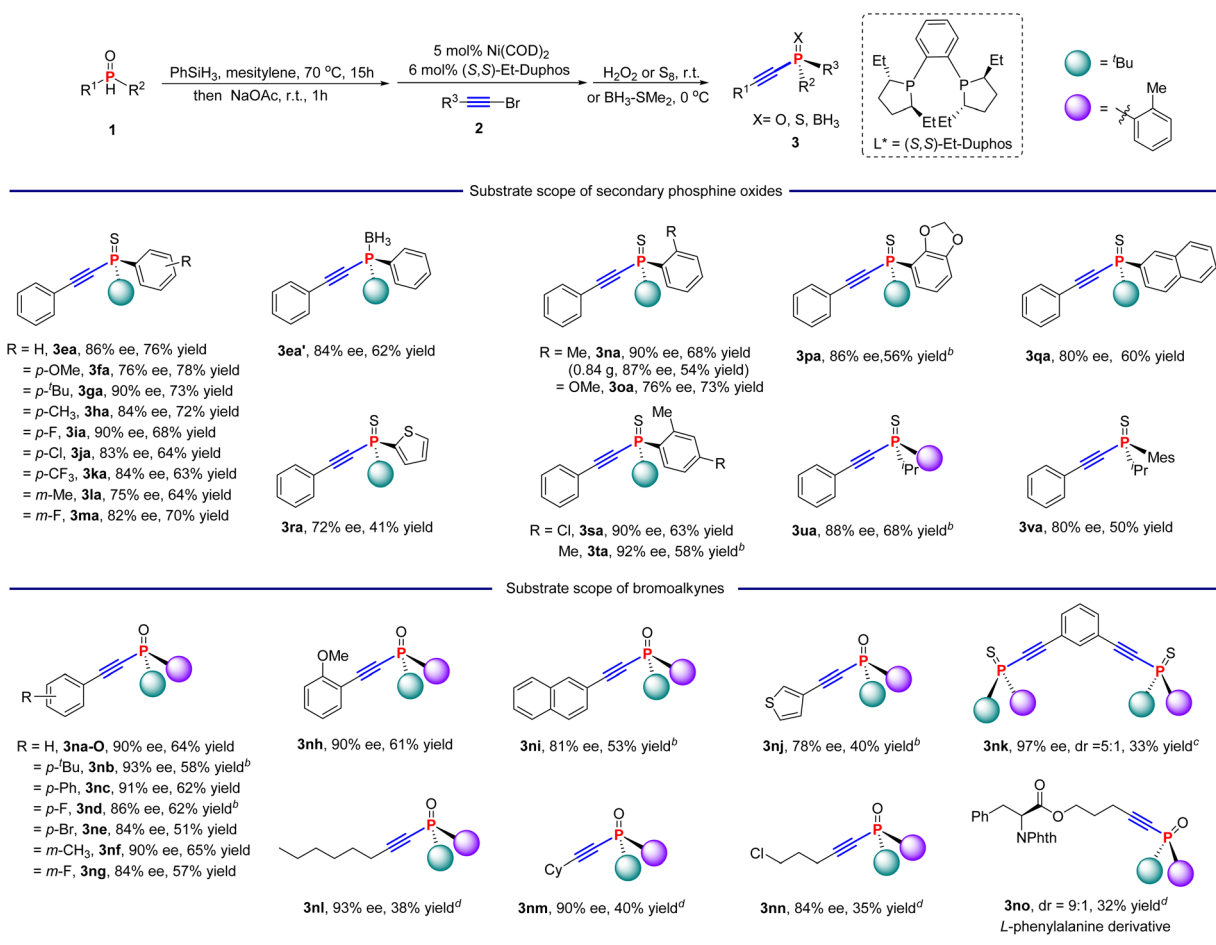 O
P
H
R1 R2
1
PhSiH3, mesitylene, 70 °C, 15h
then NaOAc, r.t., 1h
5 mol% Ni(COD)2
6 mol% (S,S)-Et-Duphos
R3 Br
2
H2O2 or S8, r.t.
or BH3-SMe2, 0 °C
X
P
R3
R2
R1
X= O, S, BH3
3
Et Et
P P
Et Et
L* = (S,S)-Et-Duphos
= tBu
Me
=
Substrate scope of secondary phosphine oxides
S
P
R
R = H, 3ea, 86% ee, 76% yield
= p-OMe, 3fa, 76% ee, 78% yield
= p-tBu, 3ga, 90% ee, 73% yield
= p-CH3, 3ha, 84% ee, 72% yield
= p-F, 3ia, 90% ee, 68% yield
= p-Cl, 3ja, 83% ee, 64% yield
= p-CF3, 3ka, 84% ee, 63% yield
= m-Me, 3la, 75% ee, 64% yield
= m-F, 3ma, 82% ee, 70% yield
BH3
P
3ea', 84% ee, 62% yield
S
R
P
R = Me, 3na, 90% ee, 68% yield
(0.84 g, 87% ee, 54% yield)
= OMe, 3oa, 76% ee, 73% yield
S
O
O
P
3pa, 86% ee,56% yieldb
S
P
3qa, 80% ee, 60% yield
S
S
P
3ra, 72% ee, 41% yield
S
Me
P
R
R = Cl, 3sa, 90% ee, 63% yield
Me, 3ta, 92% ee, 58% yieldb
S
P
iPr
3ua, 88% ee, 68% yieldb
S
P
Mes
iPr
3va, 80% ee, 50% yield
Substrate scope of bromoalkynes
O
P
R
R = H, 3na-O, 90% ee, 64% yield
= p-tBu, 3nb, 93% ee, 58% yieldb
= p-Ph, 3nc, 91% ee, 62% yield
= p-F, 3nd, 86% ee, 62% yieldb
= p-Br, 3ne, 84% ee, 51% yield
= m-CH3, 3nf, 90% ee, 65% yield
= m-F, 3ng, 84% ee, 57% yield
O
OMe
P
3nh, 90% ee, 61% yield
O
P
3ni, 81% ee, 53% yieldb
O
P
S
3nj, 78% ee, 40% yieldb
S S
P P
3nk, 97% ee, dr =5:1, 33% yieldc
O
P
3nl, 93% ee, 38% yieldd
O
P
Cy
3nm, 90% ee, 40% yieldd
O
P
Cl
3nn, 84% ee, 35% yieldd
O
Ph
O
NPhth
O
P
3no, dr = 9:1, 32% yieldd
L-phenylalanine derivative